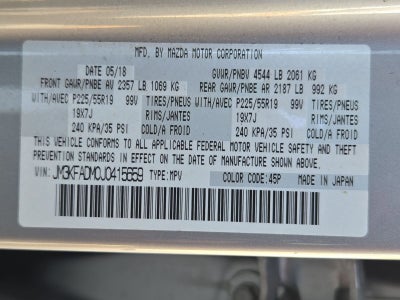 MFD. BY MAZDA MOTOR CORPORATION
DATE 05/18 GVWR/PNBV 4544 LB 2061 KG
FRONT GAWR/PNBE AV 2357 LB 1069 KG REAR GAWR/PNBE AR 2187 LB 992 KG
WITH/AVEC P225/55R19 99V TIRES/PNEUS WITH/AVEC P225/55R19 99V TIRES/PNEUS
19X7J RIMS/JANTES 19X7J RIMS/JANTES
240 KPA/35 PSI COLD/A FROID 240 KPA/35 PSI COLD/A FROID
THIS VEHICLE CONFORMS TO ALL APPLICABLE FEDERAL MOTOR VEHICLE SAFETY AND THEFT
PREVENTION STANDARDS IN EFFECT ON THE DATE OF MANUFACTURE SHOWN ABOVE.
VIN: JM3KFADM0J0415659 TYPE:MPV COLOR CODE:45P MADE IN JAPAN